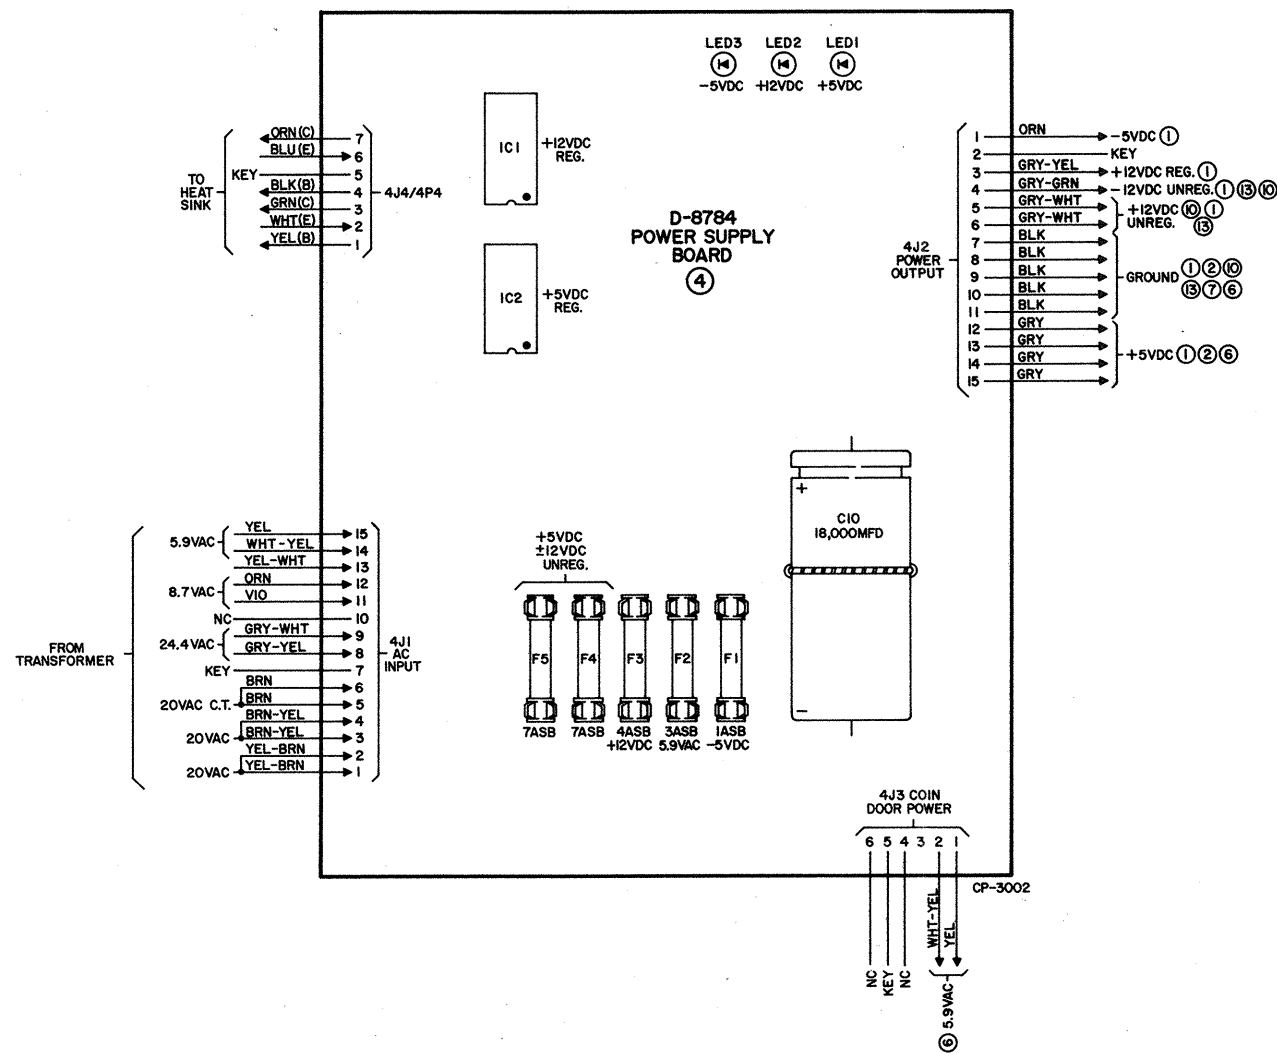 LED3 LED2 LED1
-5VDC +12VDC +5VDC
IC1
+12VDC
REG.
IC2
+5VDC
REG.
D-8784
POWER SUPPLY
BOARD
4
TO
HEAT
SINK
ORN(C) 7
BLU(E) 6
KEY 5
BLK(B) 4
GRN(C) 3
WHT(E) 2
YEL(B) 1
4J4/4P4
4J2
POWER
OUTPUT
1 ORN -5VDC 1
2 KEY
3 GRY-YEL +12VDC REG. 1
4 GRY-GRN -12VDC UNREG. 1 13 10
5 GRY-WHT
6 GRY-WHT
+12VDC 10 1
UNREG. 13
7 BLK
8 BLK
9 BLK
10 BLK
11 BLK
GROUND 1 2 10
13 7 6
12 GRY
13 GRY
14 GRY
15 GRY
+5VDC 1 2 6
C10
18,000MFD
+
-
FROM
TRANSFORMER
5.9VAC
YEL 15
WHT-YEL 14
YEL-WHT 13
8.7VAC
ORN 12
VIO 11
NC 10
24.4VAC
GRY-WHT 9
GRY-YEL 8
KEY 7
BRN 6
20VAC C.T. BRN 5
BRN-YEL 4
20VAC BRN-YEL 3
YEL-BRN 2
20VAC YEL-BRN 1
4J1
AC
INPUT
+5VDC
±12VDC
UNREG.
F5 F4 F3 F2 F1
7ASB 7ASB 4ASB 3ASB 1ASB
+12VDC 5.9VAC -5VDC
4J3 COIN
DOOR POWER
6 5 4 3 2 1
CP-3002
WHT-YEL
YEL
NC
KEY
NC
6 5.9VAC